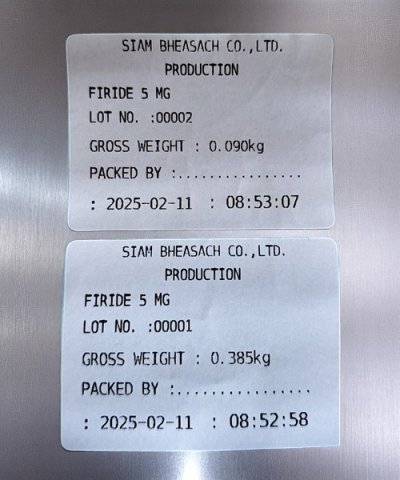 SIAM BHEASACH CO.,LTD.
PRODUCTION
FIRIDE 5 MG
LOT NO. :00002
GROSS WEIGHT : 0.090kg
PACKED BY :................
: 2025-02-11 : 08:53:07
SIAM BHEASACH CO.,LTD.
PRODUCTION
FIRIDE 5 MG
LOT NO. :00001
GROSS WEIGHT : 0.385kg
PACKED BY :................
: 2025-02-11 : 08:52:58